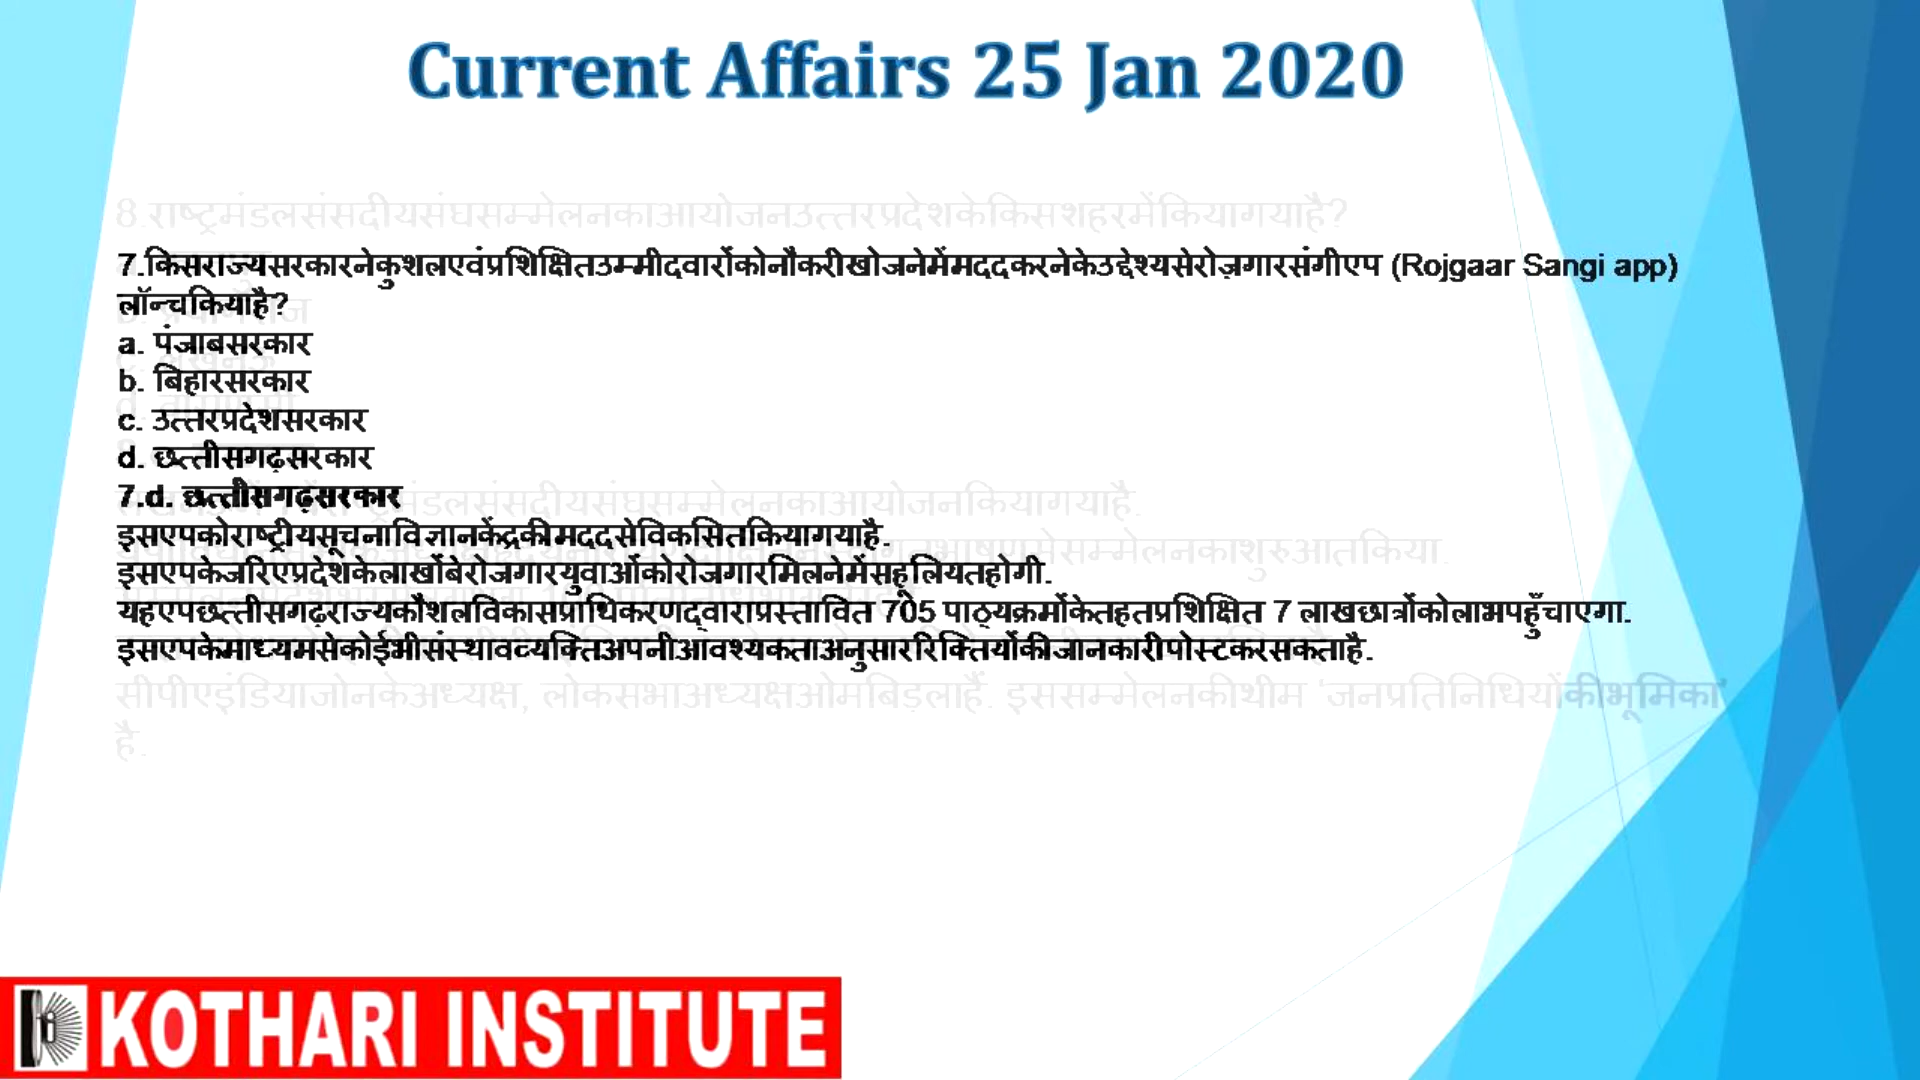 Current Affairs 25 Jan 2020
8.राष्ट्रमंडलसंसदीयसंघसम्मेलनकाआयोजनउत्तरप्रदेशकेकिसशहरमेंकियागयाहै?
7.किसराज्यसरकारनेकुशलएवंप्रशिक्षितउम्मीदवारोंकोनौकरीखोजनेमेंमददकरनेकेउद्देश्यसेरोज़गारसंगीएप (Rojgaar Sangi app)
लॉन्चकियाहै?
a. पंजाबसरकार
b. बिहारसरकार
c. उत्तरप्रदेशसरकार
d. छत्तीसगढ़सरकार
7.d. छत्तीसगढ़सरकार
इसएपकोराष्ट्रीयसूचनाविज्ञानकेंद्रकीमददसेविकसितकियागयाहै.
इसएपकेजरिएप्रदेशकेलाखोंबेरोजगारयुवाओंकोरोजगारमिलनेमेंसहूलियतहोगी.
यहएपछत्तीसगढ़राज्यकौशलविकासप्राधिकरणद्वाराप्रस्तावित 705 पाठ्यक्रमोंकेतहतप्रशिक्षित 7 लाखछात्रोंकोलाभपहुँचाएगा.
इसएपकेमाध्यमसेकोईभीसंस्थावव्यक्तिअपनीआवश्यकताअनुसाररिक्तियोंकीजानकारीपोस्टकरसकताहै.
सीपीएइंडियाजोनकेअध्यक्ष, लोकसभाअध्यक्षओमबिड़लाहैं. इससम्मेलनकीथीम 'जनप्रतिनिधियोंकीभूमिका'
है.
KOTHARI INSTITUTE